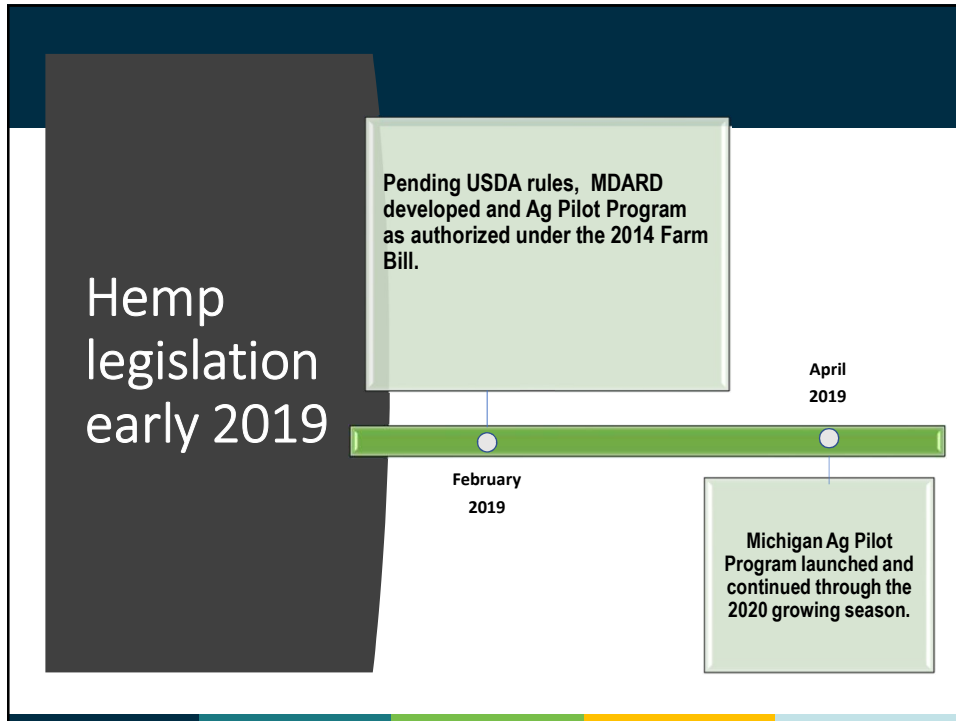 Hemp
legislation
early 2019
Pending USDA rules, MDARD
developed and Ag Pilot Program
as authorized under the 2014 Farm
Bill.
February
2019
April
2019
Michigan Ag Pilot
Program launched and
continued through the
2020 growing season.